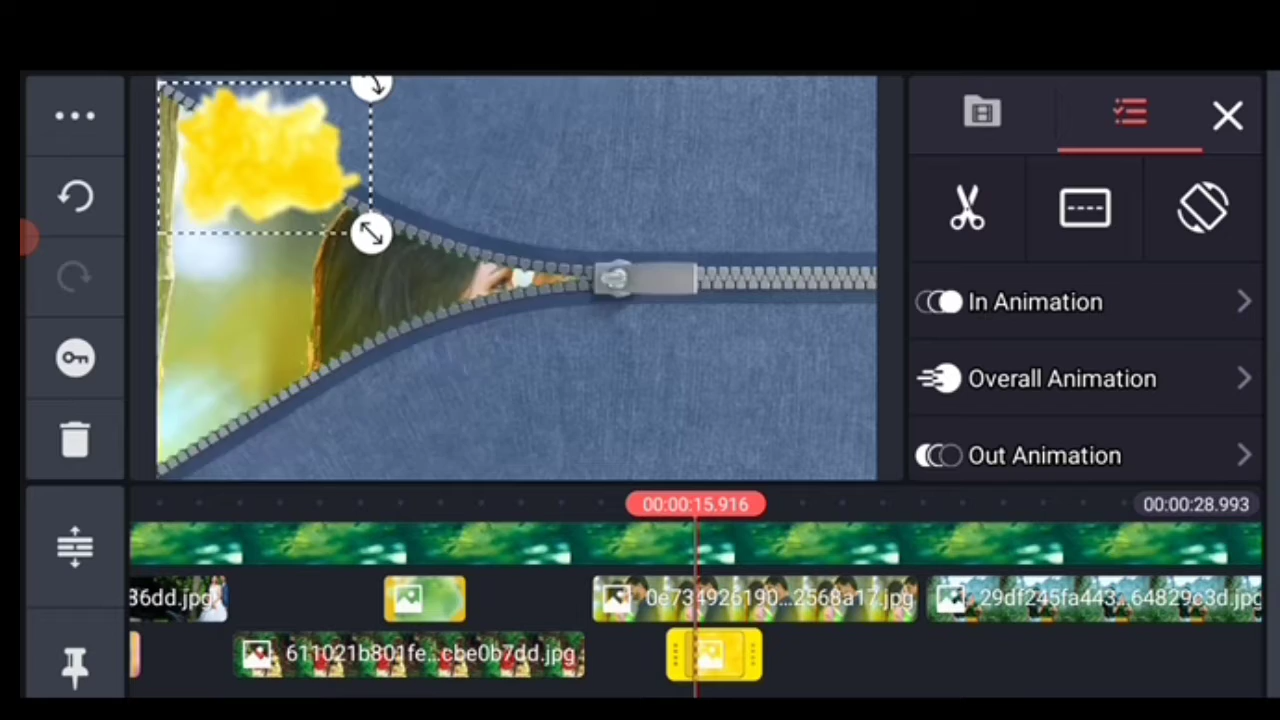 In Animation
Overall Animation
Out Animation
00:00:15.916
00:00:28.993
36dd.jpg
0e734926190...2568a17.jpg
29df245fa443...64829c3d.jpg
611021b801fe...cbe0b7dd.jpg